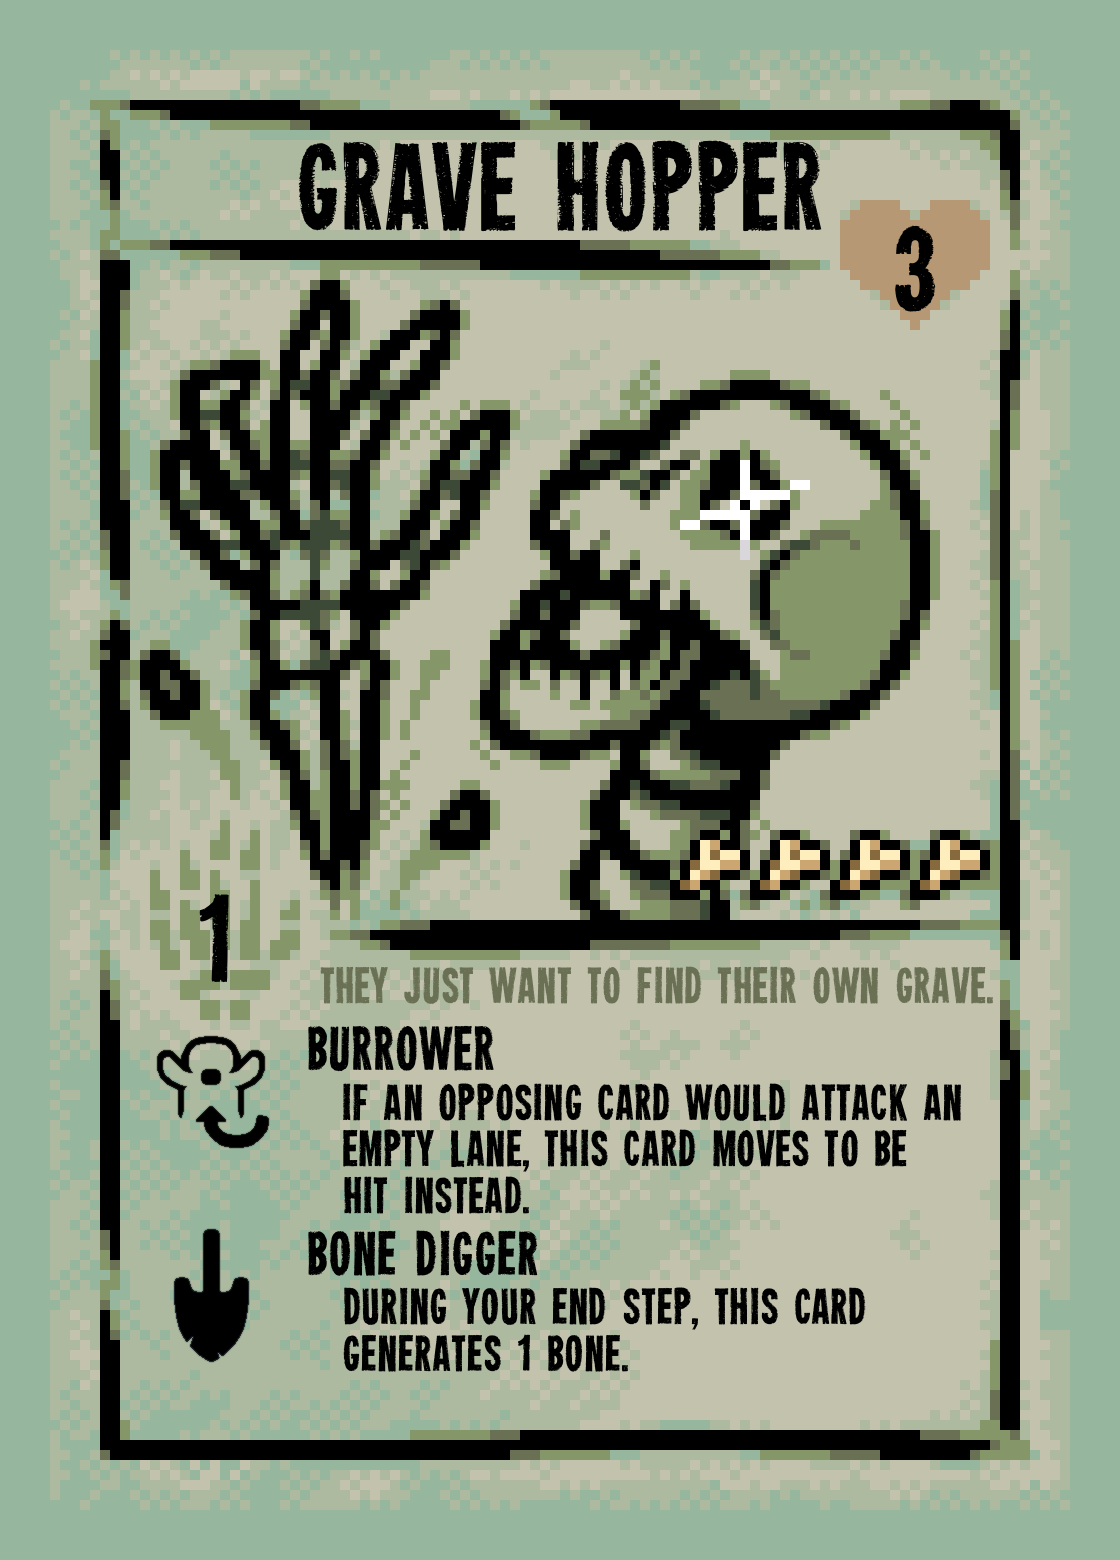 GRAVE HOPPER
3
1
THEY JUST WANT TO FIND THEIR OWN GRAVE.
BURROWER
IF AN OPPOSING CARD WOULD ATTACK AN
EMPTY LANE, THIS CARD MOVES TO BE
HIT INSTEAD.
BONE DIGGER
DURING YOUR END STEP, THIS CARD
GENERATES 1 BONE.